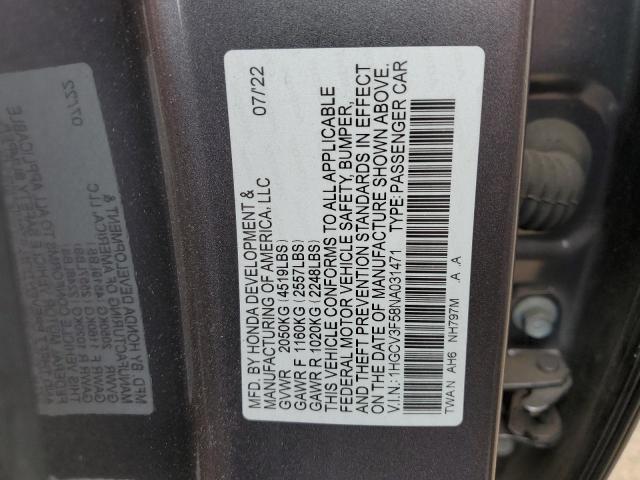 07/'22
MFD. BY HONDA DEVELOPMENT &
MANUFACTURING OF AMERICA, LLC
GVWR 2050KG (4519LBS)
GAWR F 1160KG (2557LBS)
GAWR R 1020KG (2248LBS)
THIS VEHICLE CONFORMS TO ALL APPLICABLE
FEDERAL MOTOR VEHICLE SAFETY, BUMPER,
AND THEFT PREVENTION STANDARDS IN EFFECT
ON THE DATE OF MANUFACTURE SHOWN ABOVE.
V.I.N.:1HGCV3F58NA031471 TYPE:PASSENGER CAR
TWA N AH6 NH797M A A